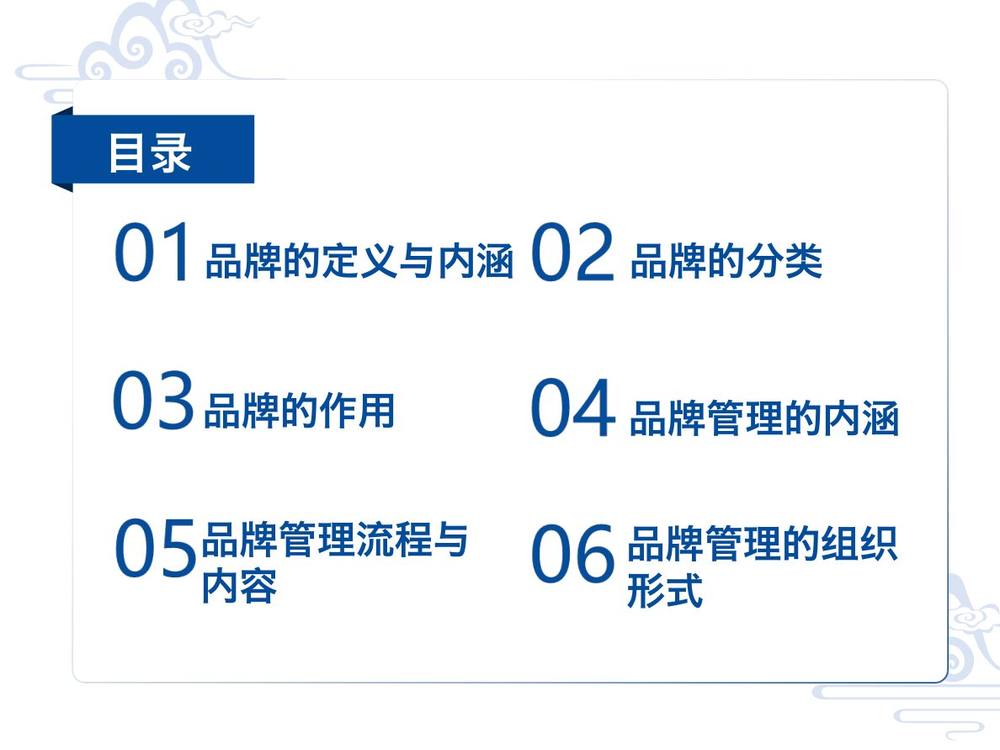 目录
01 品牌的定义与内涵
02 品牌的分类
03 品牌的作用
04 品牌管理的内涵
05 品牌管理流程与
内容
06 品牌管理的组织
形式